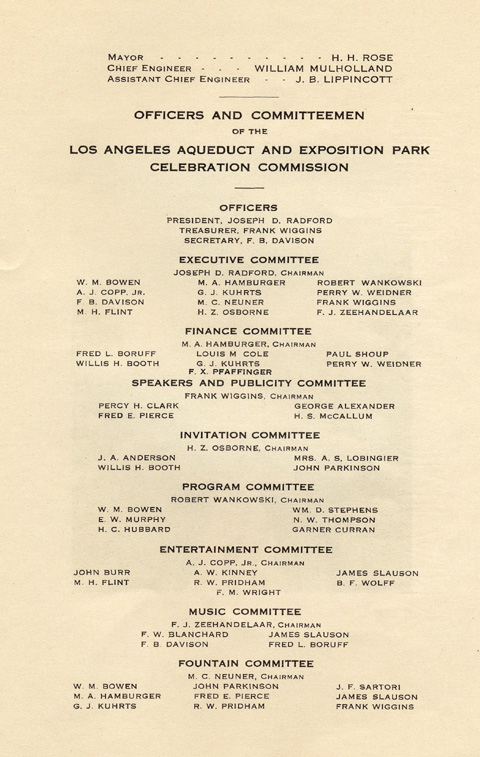 MAYOR - - - - - - - - - - H. H. ROSE
CHIEF ENGINEER - - - WILLIAM MULHOLLAND
ASSISTANT CHIEF ENGINEER - - J. B. LIPPINCOTT
OFFICERS AND COMMITTEEMEN
OF THE
LOS ANGELES AQUEDUCT AND EXPOSITION PARK
CELEBRATION COMMISSION
OFFICERS
PRESIDENT, JOSEPH D. RADFORD
TREASURER, FRANK WIGGINS
SECRETARY, F. B. DAVISON
EXECUTIVE COMMITTEE
JOSEPH D. RADFORD, CHAIRMAN
W. M. BOWEN M. A. HAMBURGER ROBERT WANKOWSKI
A. J. COPP, JR. G. J. KUHRTS PERRY W. WEIDNER
F. B. DAVISON M. C. NEUNER FRANK WIGGINS
M. H. FLINT H. Z. OSBORNE F. J. ZEEHANDELAAR
FINANCE COMMITTEE
M. A. HAMBURGER, CHAIRMAN
FRED L. BORUFF LOUIS M COLE PAUL SHOUP
WILLIS H. BOOTH G. J. KUHRTS PERRY W. WEIDNER
F. X. PFAFFINGER
SPEAKERS AND PUBLICITY COMMITTEE
FRANK WIGGINS, CHAIRMAN
PERCY H. CLARK GEORGE ALEXANDER
FRED E. PIERCE H. S. McCALLUM
INVITATION COMMITTEE
H. Z. OSBORNE, CHAIRMAN
J. A. ANDERSON MRS. A. S, LOBINGIER
WILLIS H. BOOTH JOHN PARKINSON
PROGRAM COMMITTEE
ROBERT WANKOWSKI, CHAIRMAN
W. M. BOWEN WM. D. STEPHENS
E. W. MURPHY N. W. THOMPSON
H. C. HUBBARD GARNER CURRAN
ENTERTAINMENT COMMITTEE
A. J. COPP, JR., CHAIRMAN
JOHN BURR A. W. KINNEY JAMES SLAUSON
M. H. FLINT R. W. PRIDHAM B. F. WOLFF
F. M. WRIGHT
MUSIC COMMITTEE
F. J. ZEEHANDELAAR, CHAIRMAN
F. W. BLANCHARD JAMES SLAUSON
F. B. DAVISON FRED L. BORUFF
FOUNTAIN COMMITTEE
M. C. NEUNER, CHAIRMAN
W. M. BOWEN JOHN PARKINSON J. F. SARTORI
M. A. HAMBURGER FRED E. PIERCE JAMES SLAUSON
G. J. KUHRTS R. W. PRIDHAM FRANK WIGGINS